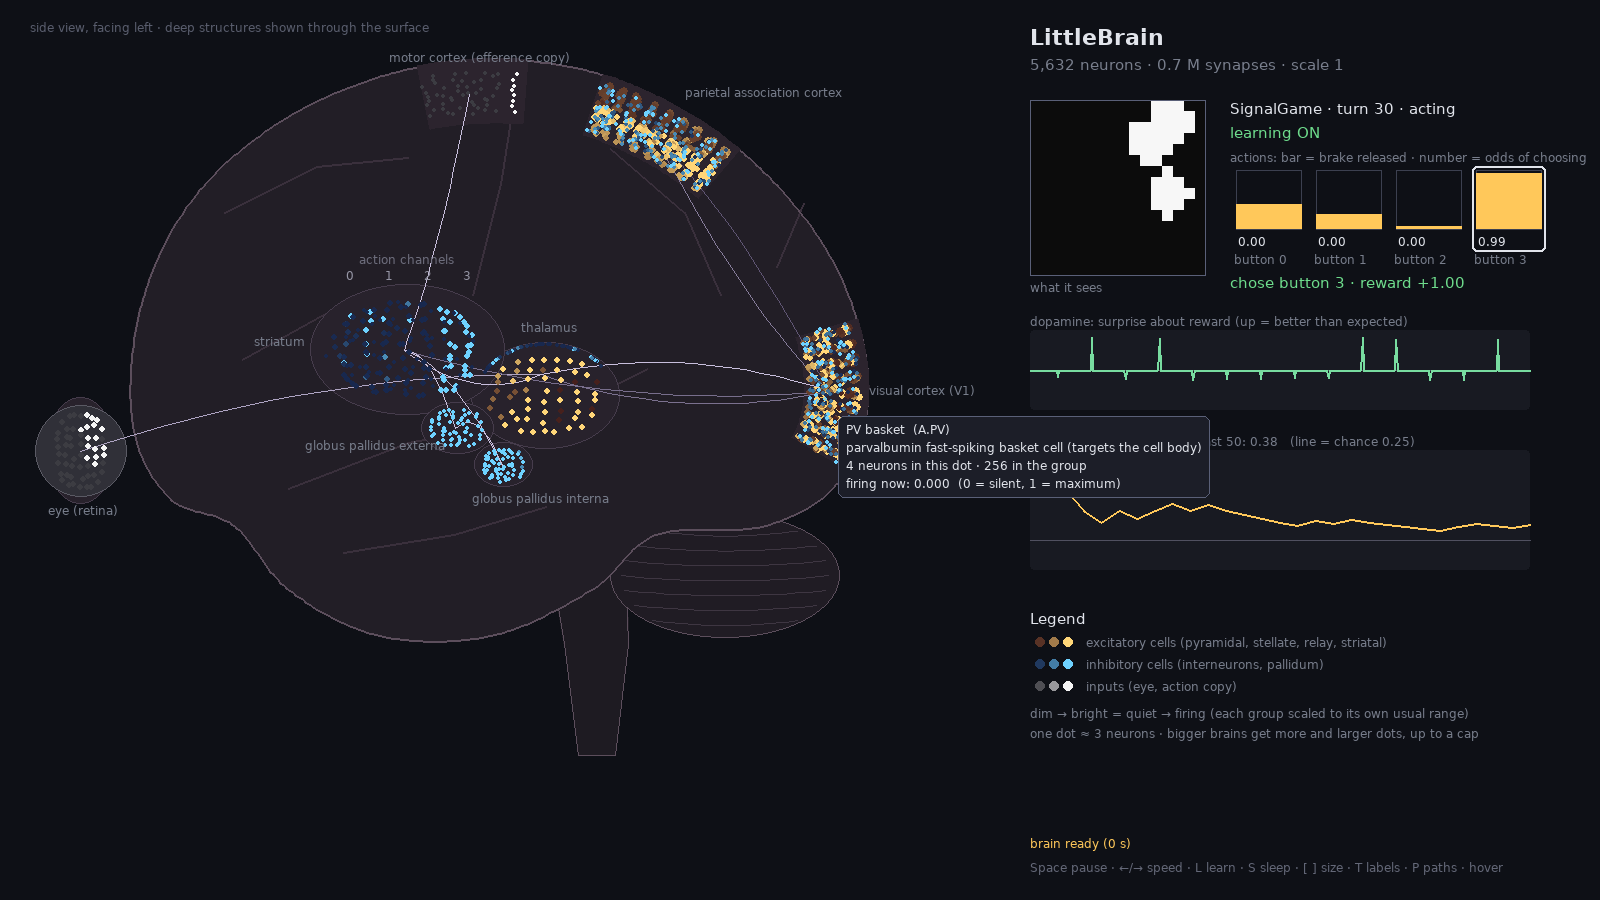 side view, facing left · deep structures shown through the surface
motor cortex (efference copy)
parietal association cortex
action channels
0 1 2 3
striatum
thalamus
globus pallidus externa
globus pallidus interna
eye (retina)
visual cortex (V1)
PV basket (A.PV)
parvalbumin fast-spiking basket cell (targets the cell body)
4 neurons in this dot · 256 in the group
firing now: 0.000 (0 = silent, 1 = maximum)
LittleBrain
5,632 neurons · 0.7 M synapses · scale 1
what it sees
SignalGame · turn 30 · acting
learning ON
actions: bar = brake released · number = odds of choosing
0.00 0.00 0.00 0.99
button 0 button 1 button 2 button 3
chose button 3 · reward +1.00
dopamine: surprise about reward (up = better than expected)
50: 0.38 (line = chance 0.25)
Legend
excitatory cells (pyramidal, stellate, relay, striatal)
inhibitory cells (interneurons, pallidum)
inputs (eye, action copy)
dim → bright = quiet → firing (each group scaled to its own usual range)
one dot ≈ 3 neurons · bigger brains get more and larger dots, up to a cap
brain ready (0 s)
Space pause · ←/→ speed · L learn · S sleep · [ ] size · T labels · P paths · hover